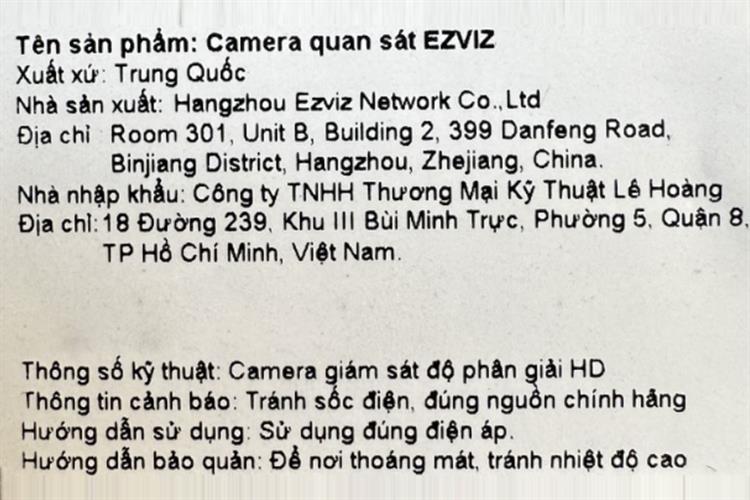 Tên sản phẩm: Camera quan sát EZVIZ
Xuất xứ: Trung Quốc
Nhà sản xuất: Hangzhou Ezviz Network Co.,Ltd
Địa chỉ Room 301, Unit B, Building 2, 399 Danfeng Road,
Binjiang District, Hangzhou, Zhejiang, China.
Nhà nhập khẩu: Công ty TNHH Thương Mại Kỹ Thuật Lê Hoàng
Địa chỉ: 18 Đường 239, Khu III Bùi Minh Trực, Phường 5, Quận 8,
TP Hồ Chí Minh, Việt Nam.
Thông số kỹ thuật: Camera giám sát độ phân giải HD
Thông tin cảnh báo: Tránh sốc điện, đúng nguồn chính hảng
Hướng dẫn sử dụng: Sử dụng đúng điện áp.
Hướng dẫn bảo quản: Để nơi thoáng mát, tránh nhiệt độ cao